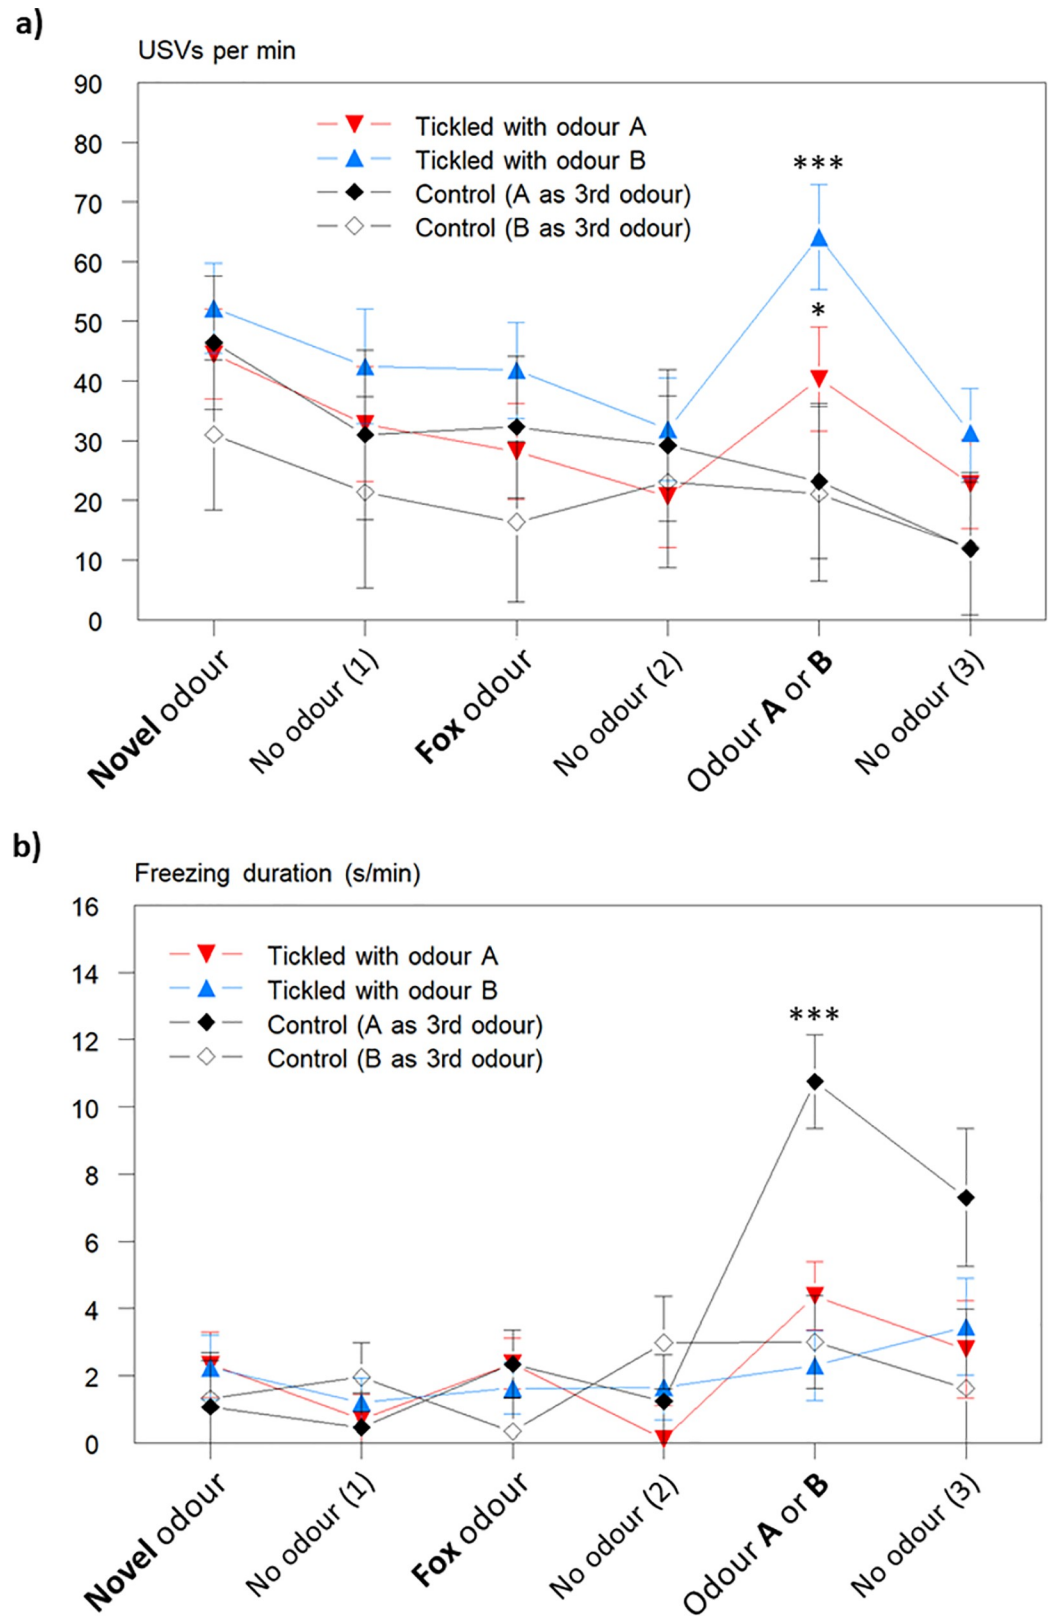 a)
USVs per min
90
80
70
60
50
40
30
20
10
0
Tickled with odour A
Tickled with odour B
Control (A as 3rd odour)
Control (B as 3rd odour)
***
*
Novel odour
No odour (1)
Fox odour
No odour (2)
Odour A or B
No odour (3)
b)
Freezing duration (s/min)
16
14
12
10
8
6
4
2
0
Tickled with odour A
Tickled with odour B
Control (A as 3rd odour)
Control (B as 3rd odour)
***
Novel odour
No odour (1)
Fox odour
No odour (2)
Odour A or B
No odour (3)